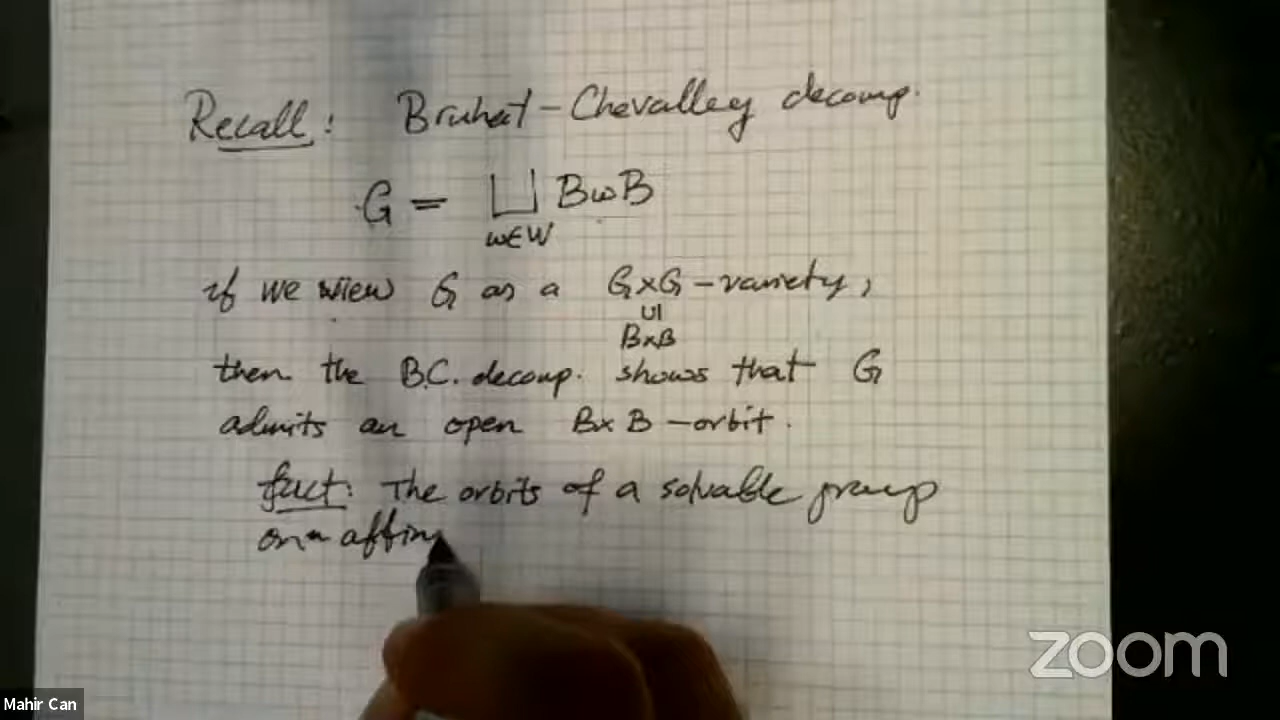 Recall: Bruhat-Chevalley decomp.
G = ⊔ BwB
w∈W
if we view G as a G×G-variety,
∪|
B×B
then the B.C. decomp. shows that G
admits an open B×B-orbit.
fact: The orbits of a solvable group
on affin
zoom
Mahir Can